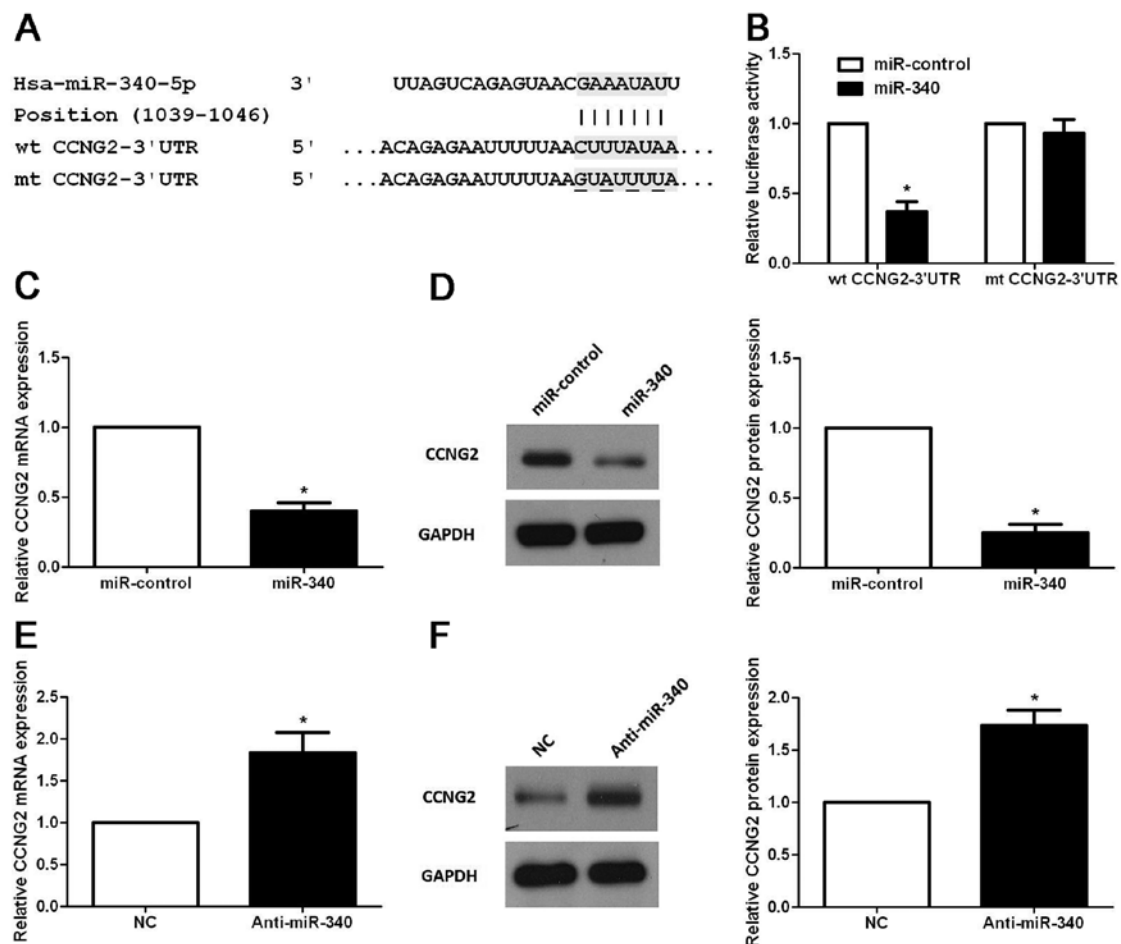 A
Hsa-miR-340-5p 3' UUAGUCAGAGUAACGAAAUAUU
Position (1039-1046)
wt CCNG2-3'UTR 5' ...ACAGAGAAUUUUUAACUUUAUAA...
mt CCNG2-3'UTR 5' ...ACAGAGAAUUUUUAAGUAUUUUA...
B
Relative luciferase activity
1.5
1.0
0.5
0.0
miR-control
miR-340
*
wt CCNG2-3'UTR mt CCNG2-3'UTR
C
Relative CCNG2 mRNA expression
1.5
1.0
0.5
0.0
*
miR-control miR-340
D
miR-control miR-340
CCNG2
GAPDH
Relative CCNG2 protein expression
1.5
1.0
0.5
0.0
*
miR-control miR-340
E
Relative CCNG2 mRNA expression
2.5
2.0
1.5
1.0
0.5
0.0
*
NC Anti-miR-340
F
NC Anti-miR-340
CCNG2
GAPDH
Relative CCNG2 protein expression
2.0
1.5
1.0
0.5
0.0
*
NC Anti-miR-340